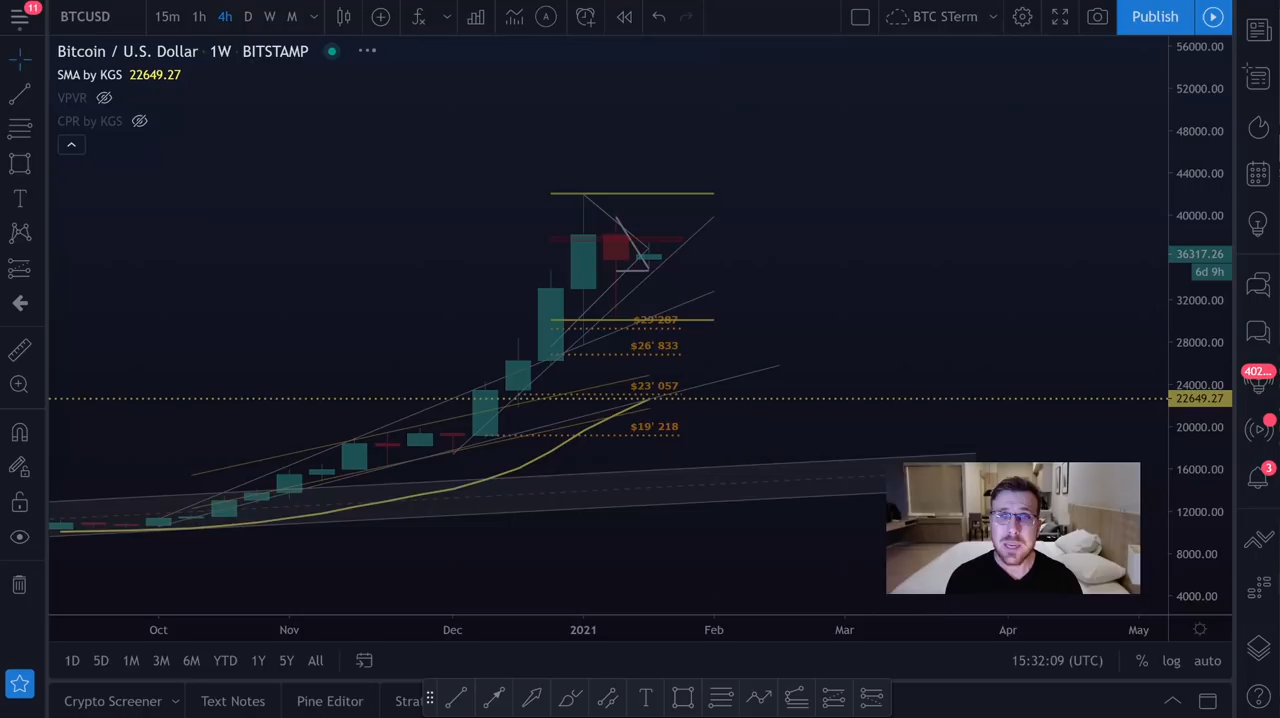 11
BTCUSD 15m 1h 4h D W M BTC STerm Publish
Bitcoin / U.S. Dollar · 1W · BITSTAMP
SMA by KGS 22649.27
VPVR
CPR by KGS
56000.00
52000.00
48000.00
44000.00
40000.00
36317.26
6d 9h
32000.00
28000.00
24000.00
22649.27
20000.00
16000.00
12000.00
8000.00
4000.00
$29'287
$26' 833
$23' 057
$19' 218
402...
3
Oct Nov Dec 2021 Feb Mar Apr May
1D 5D 1M 3M 6M YTD 1Y 5Y All 15:32:09 (UTC) % log auto
Crypto Screener Text Notes Pine Editor Strat